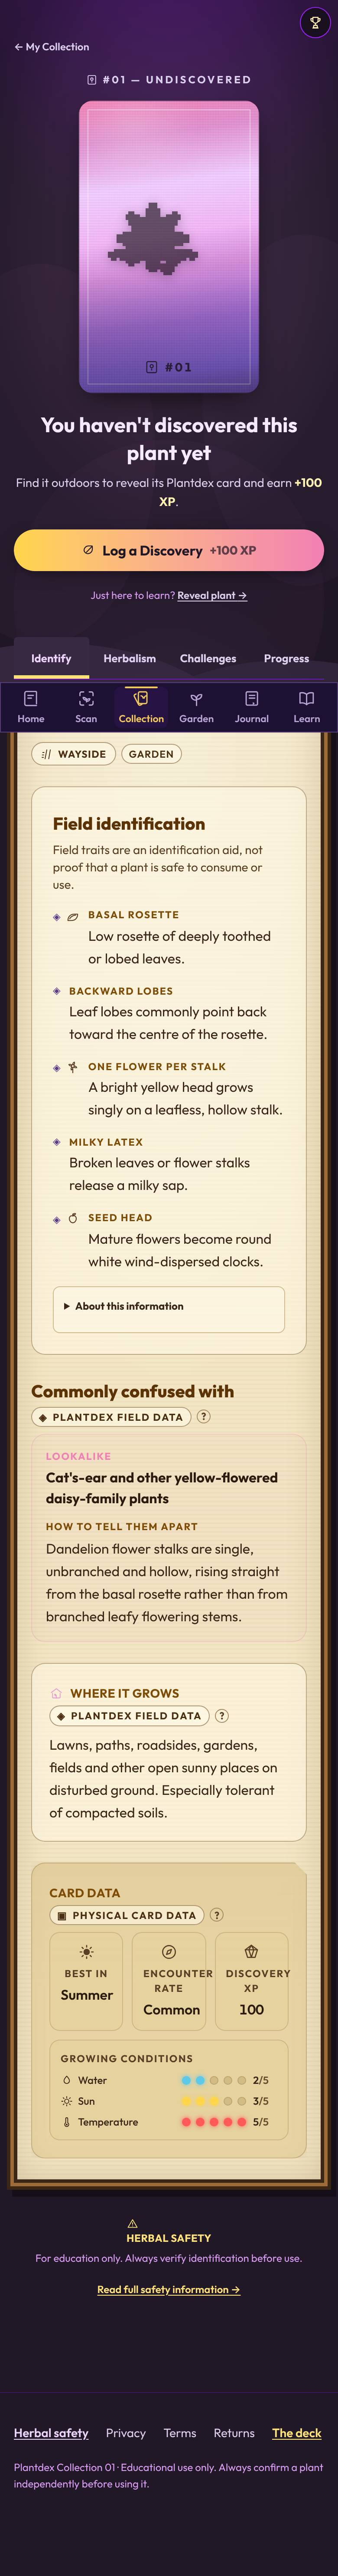 ← My Collection
#01 — UNDISCOVERED
#01
You haven't discovered this
plant yet
Find it outdoors to reveal its Plantdex card and earn +100
XP.
Log a Discovery +100 XP
Just here to learn? Reveal plant →
Identify Herbalism Challenges Progress
Home Scan Collection Garden Journal Learn
WAYSIDE GARDEN
Field identification
Field traits are an identification aid, not
proof that a plant is safe to consume or
use.
BASAL ROSETTE
Low rosette of deeply toothed
or lobed leaves.
BACKWARD LOBES
Leaf lobes commonly point back
toward the centre of the rosette.
ONE FLOWER PER STALK
A bright yellow head grows
singly on a leafless, hollow stalk.
MILKY LATEX
Broken leaves or flower stalks
release a milky sap.
SEED HEAD
Mature flowers become round
white wind-dispersed clocks.
▶ About this information
Commonly confused with
◈ PLANTDEX FIELD DATA ?
LOOKALIKE
Cat's-ear and other yellow-flowered
daisy-family plants
HOW TO TELL THEM APART
Dandelion flower stalks are single,
unbranched and hollow, rising straight
from the basal rosette rather than from
branched leafy flowering stems.
WHERE IT GROWS
◈ PLANTDEX FIELD DATA ?
Lawns, paths, roadsides, gardens,
fields and other open sunny places on
disturbed ground. Especially tolerant
of compacted soils.
CARD DATA
▣ PHYSICAL CARD DATA ?
BEST IN
Summer
ENCOUNTER
RATE
Common
DISCOVERY
XP
100
GROWING CONDITIONS
Water 2/5
Sun 3/5
Temperature 5/5
⚠
HERBAL SAFETY
For education only. Always verify identification before use.
Read full safety information →
Herbal safety Privacy Terms Returns The deck
Plantdex Collection 01 · Educational use only. Always confirm a plant
independently before using it.